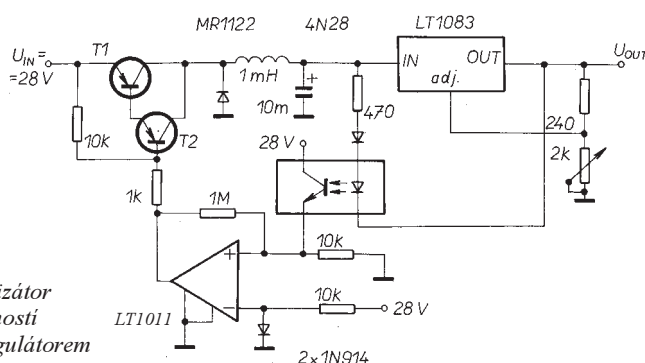 MR1122
4N28
LT1083
U_IN =
=28 V
T1
IN
OUT
adj.
U_OUT
1 mH
10m
+
470
240
2k
10k
T2
28 V
1k
1M
10k
+
−
10k
28 V
LT1011
2×1N914
izátor
ností
gulátorem